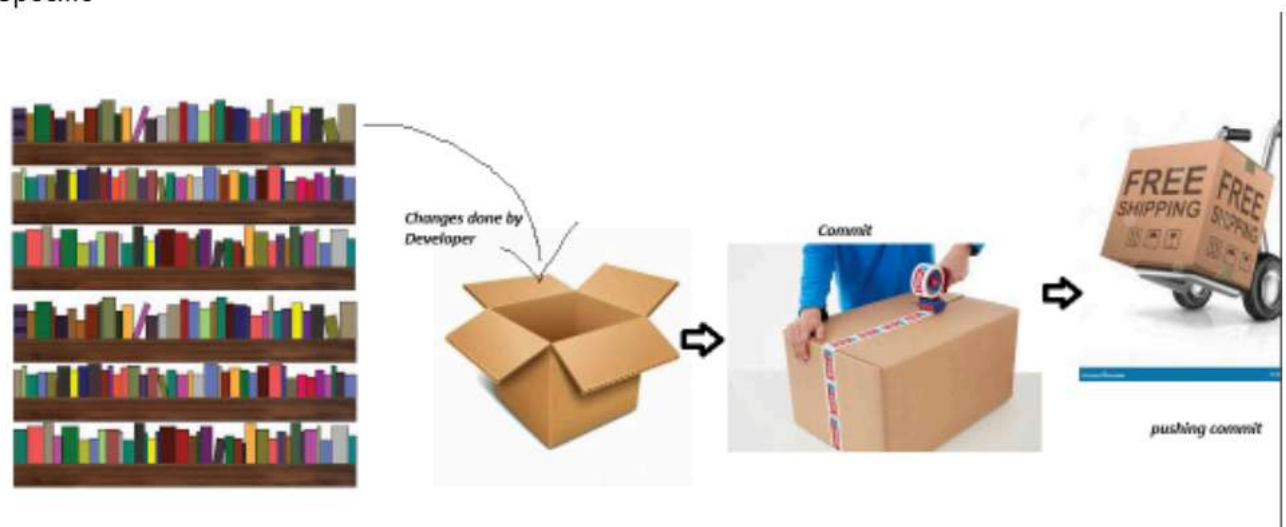 Changes done by
Developer
Commit
FREE
SHIPPING
FREE
SHIPPING
pushing commit